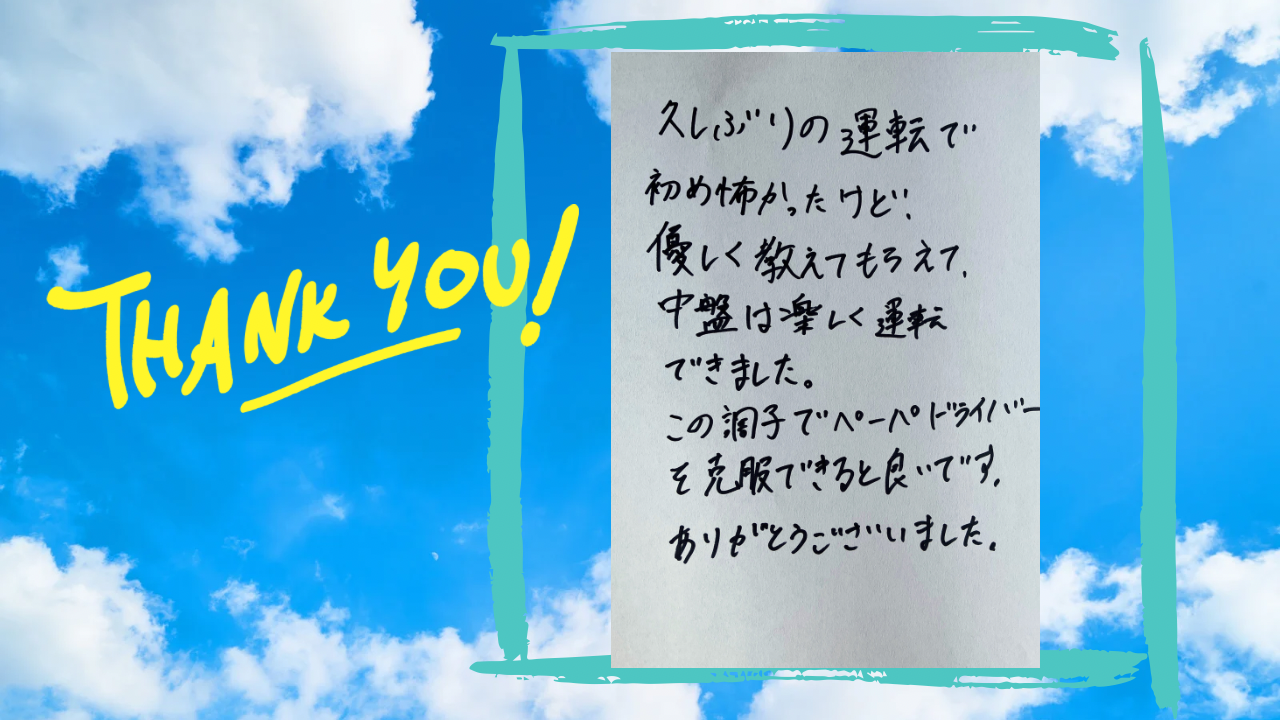 THANK YOU!
久しぶりの運転で
初め怖かったけど、
優しく教えてもらえて、
中盤は楽しく運転
できました。
この調子でペーパドライバー
を克服できると良いです。
ありがとうございました。